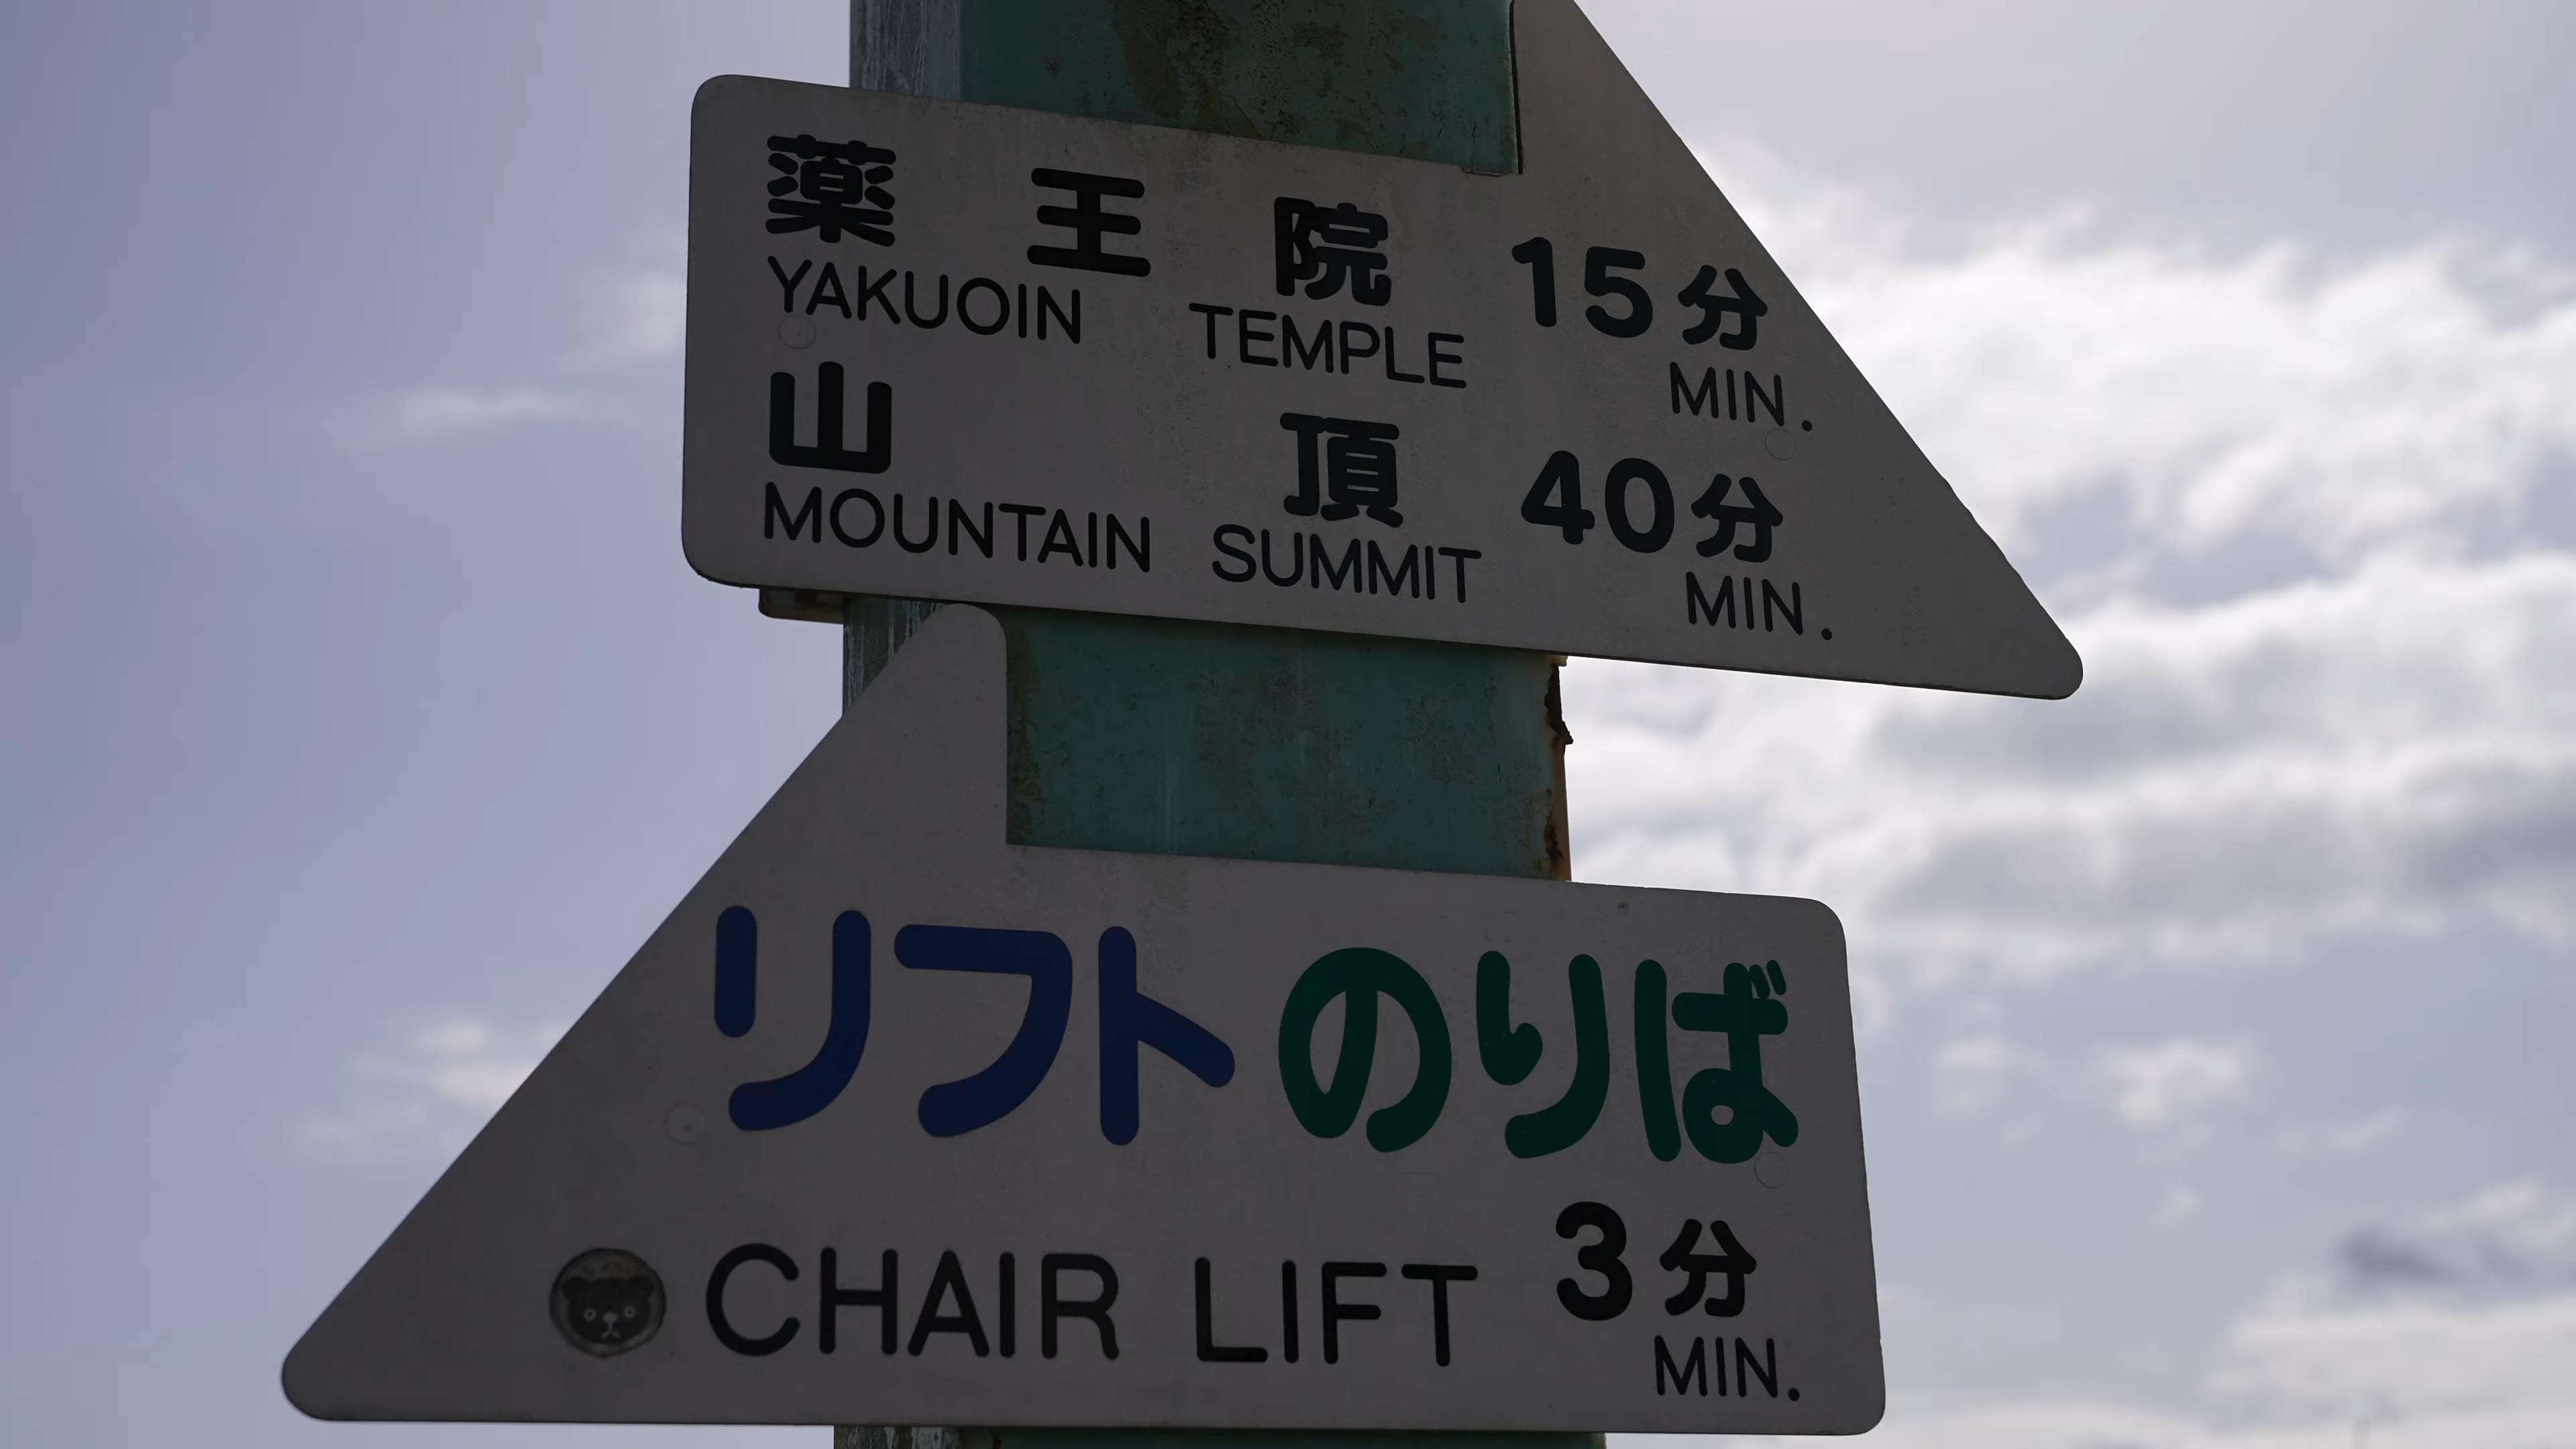 薬王院 15分
YAKUOIN TEMPLE MIN.
山頂 40分
MOUNTAIN SUMMIT MIN.
リフトのりば
CHAIR LIFT 3分
MIN.